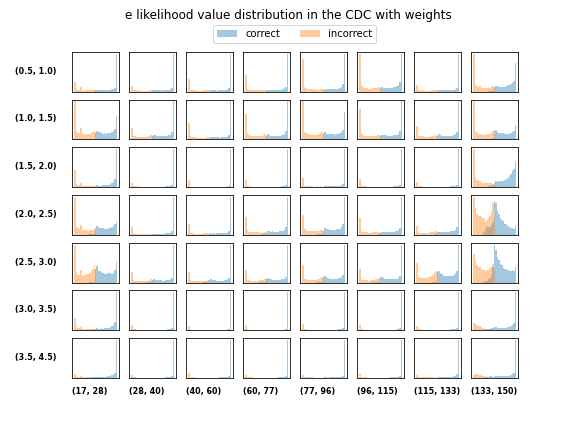 e likelihood value distribution in the CDC with weights
correct incorrect
(0.5, 1.0)
(1.0, 1.5)
(1.5, 2.0)
(2.0, 2.5)
(2.5, 3.0)
(3.0, 3.5)
(3.5, 4.5)
(17, 28) (28, 40) (40, 60) (60, 77) (77, 96) (96, 115) (115, 133) (133, 150)